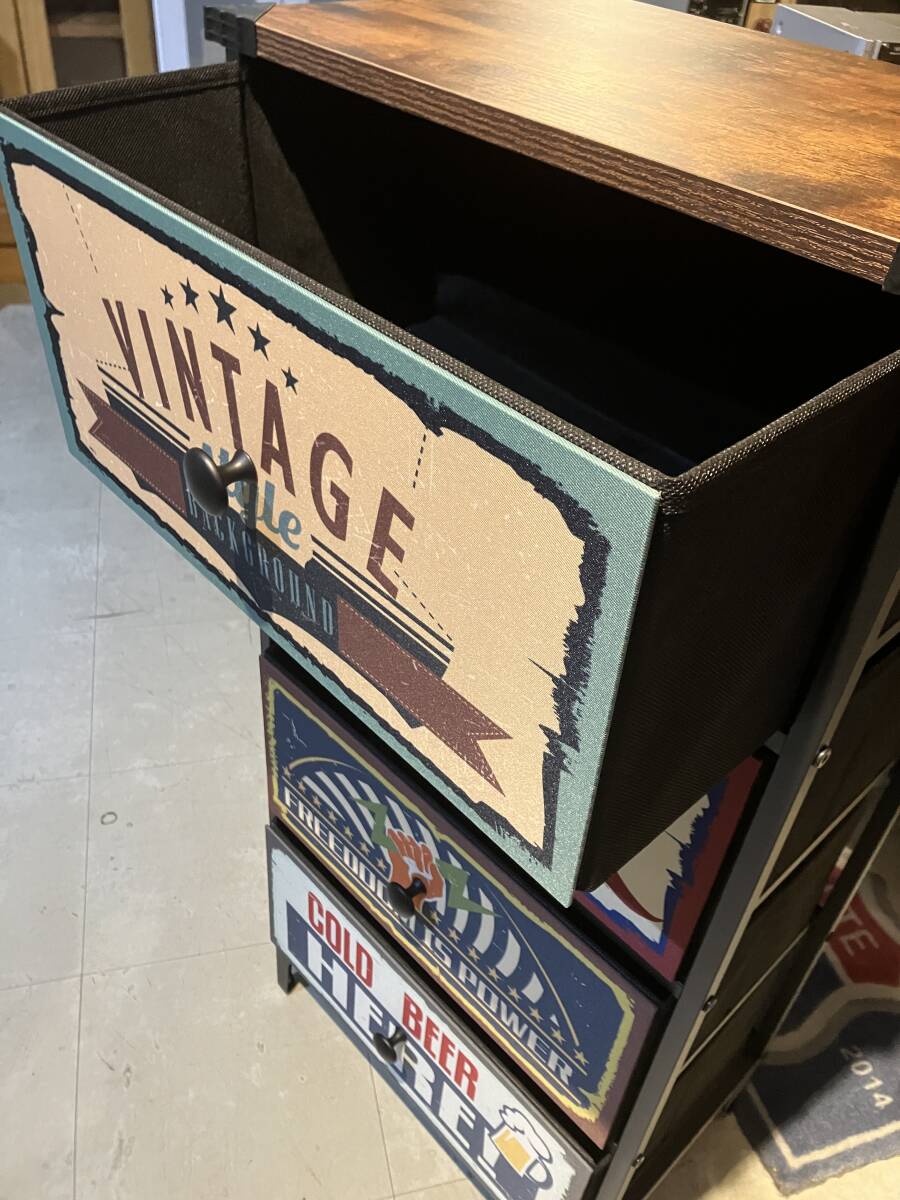 VINTAGE
Style
BACKGROUND
FREEDOM IS POWER
COLD BEER
HERE!
2014